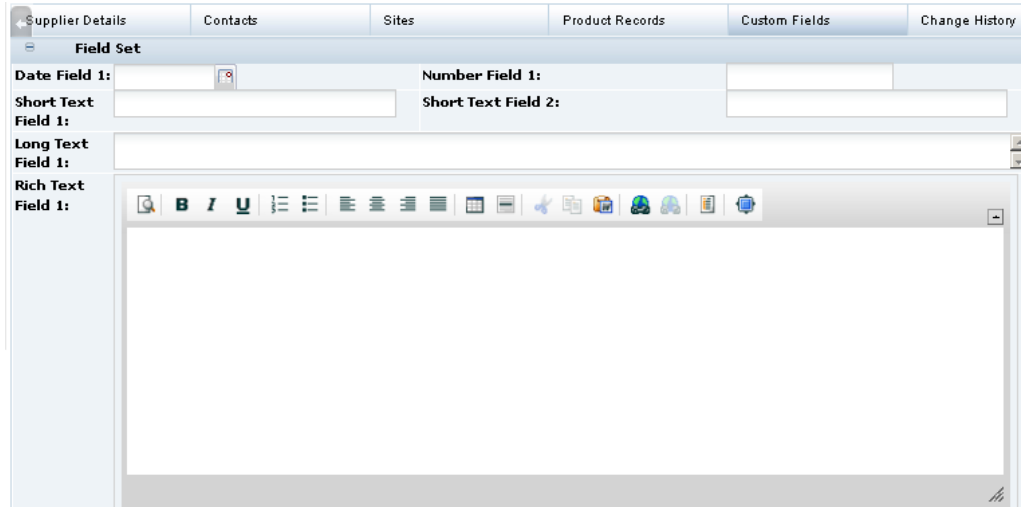 Supplier Details Contacts Sites Product Records Custom Fields Change History
Field Set
Date Field 1: Number Field 1:
Short Text Field 1: Short Text Field 2:
Long Text
Field 1:
Rich Text
Field 1:
B I U